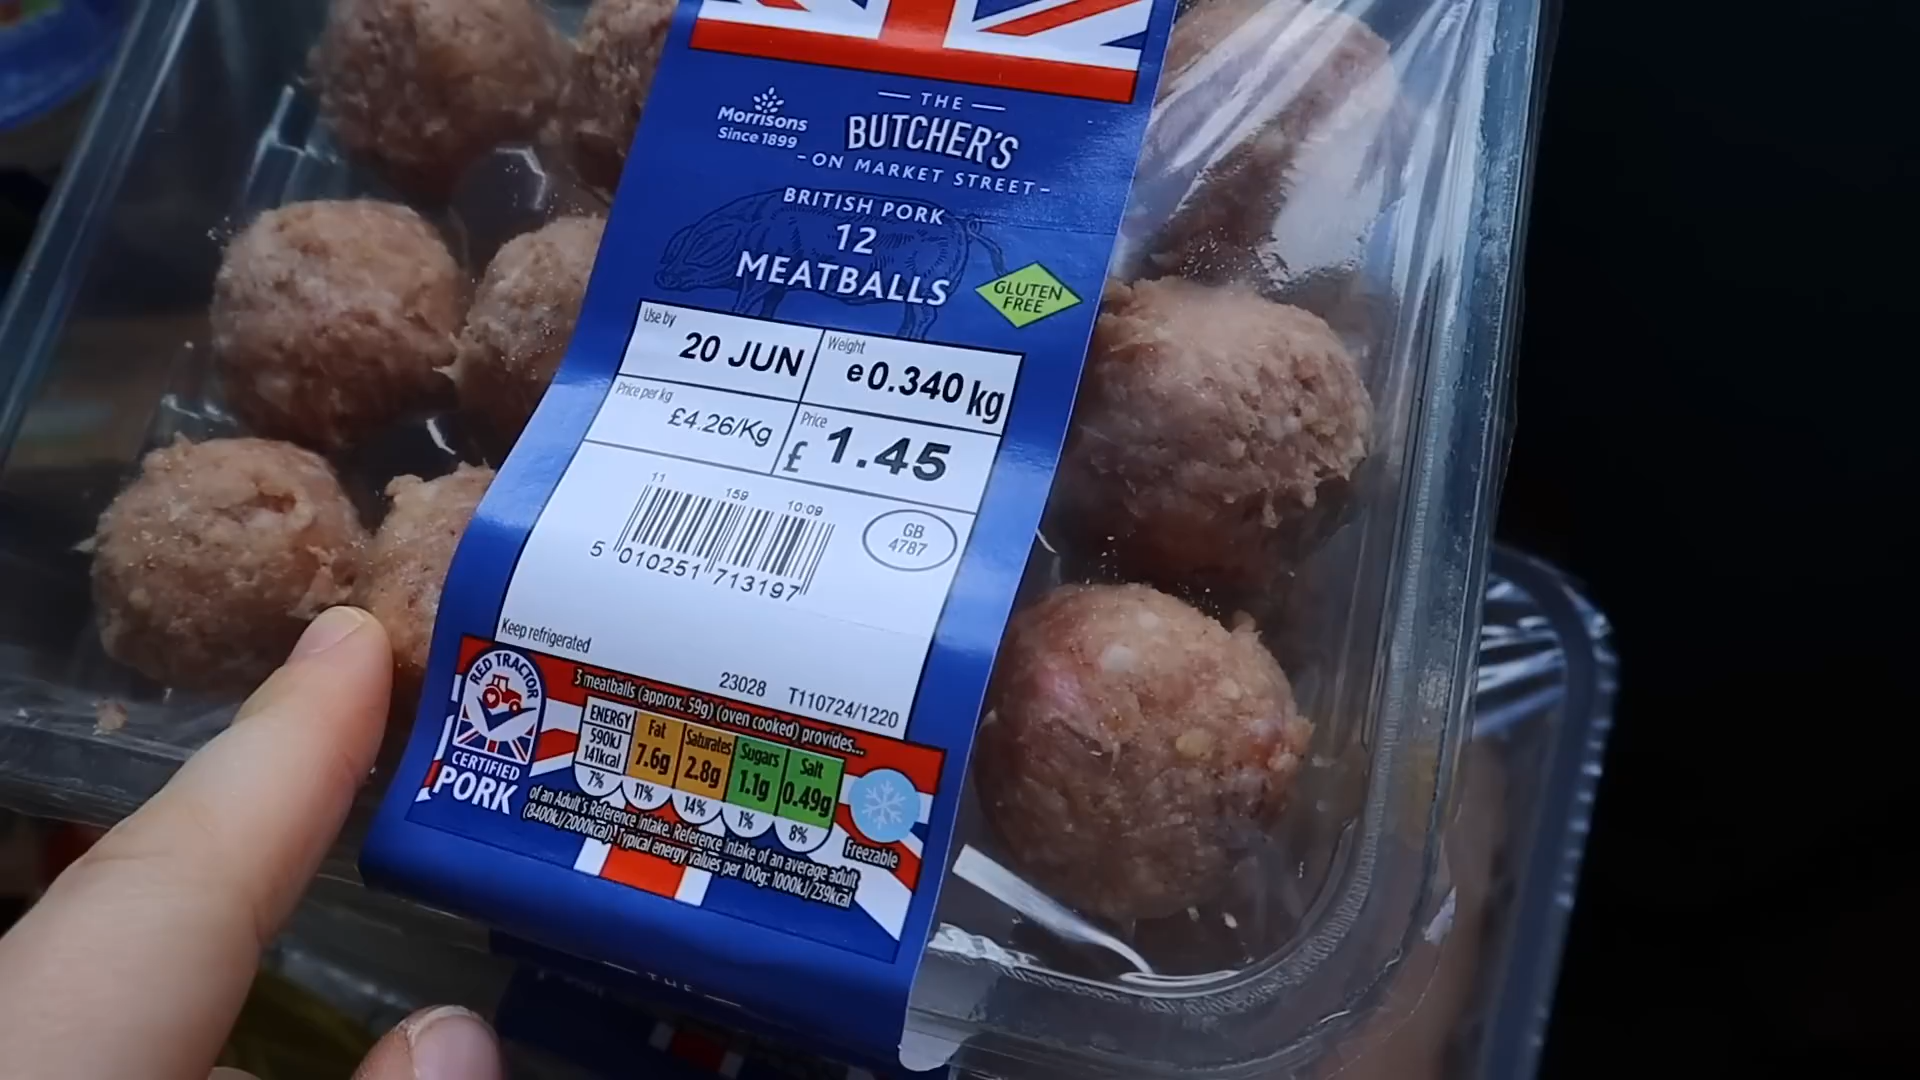 Morrisons
Since 1899
THE
BUTCHER'S
- ON MARKET STREET -
BRITISH PORK
12
MEATBALLS
GLUTEN
FREE
Use by
20 JUN
Weight
e0.340 kg
Price per kg
£4.26/Kg
Price
£ 1.45
11 159 10:09
5 010251 713197
GB
4787
Keep refrigerated
23028 T110724/1220
RED TRACTOR
CERTIFIED
PORK
3 meatballs (approx. 59g) (oven cooked) provides...
ENERGY
590kJ
141kcal
7%
Fat
7.6g
11%
Saturates
2.8g
14%
Sugars
1.1g
1%
Salt
0.49g
8%
Freezable
of an Adult's Reference Intake. Reference intake of an average adult
(8400kJ/2000kcal). Typical energy values per 100g: 1000kJ/239kcal
THE